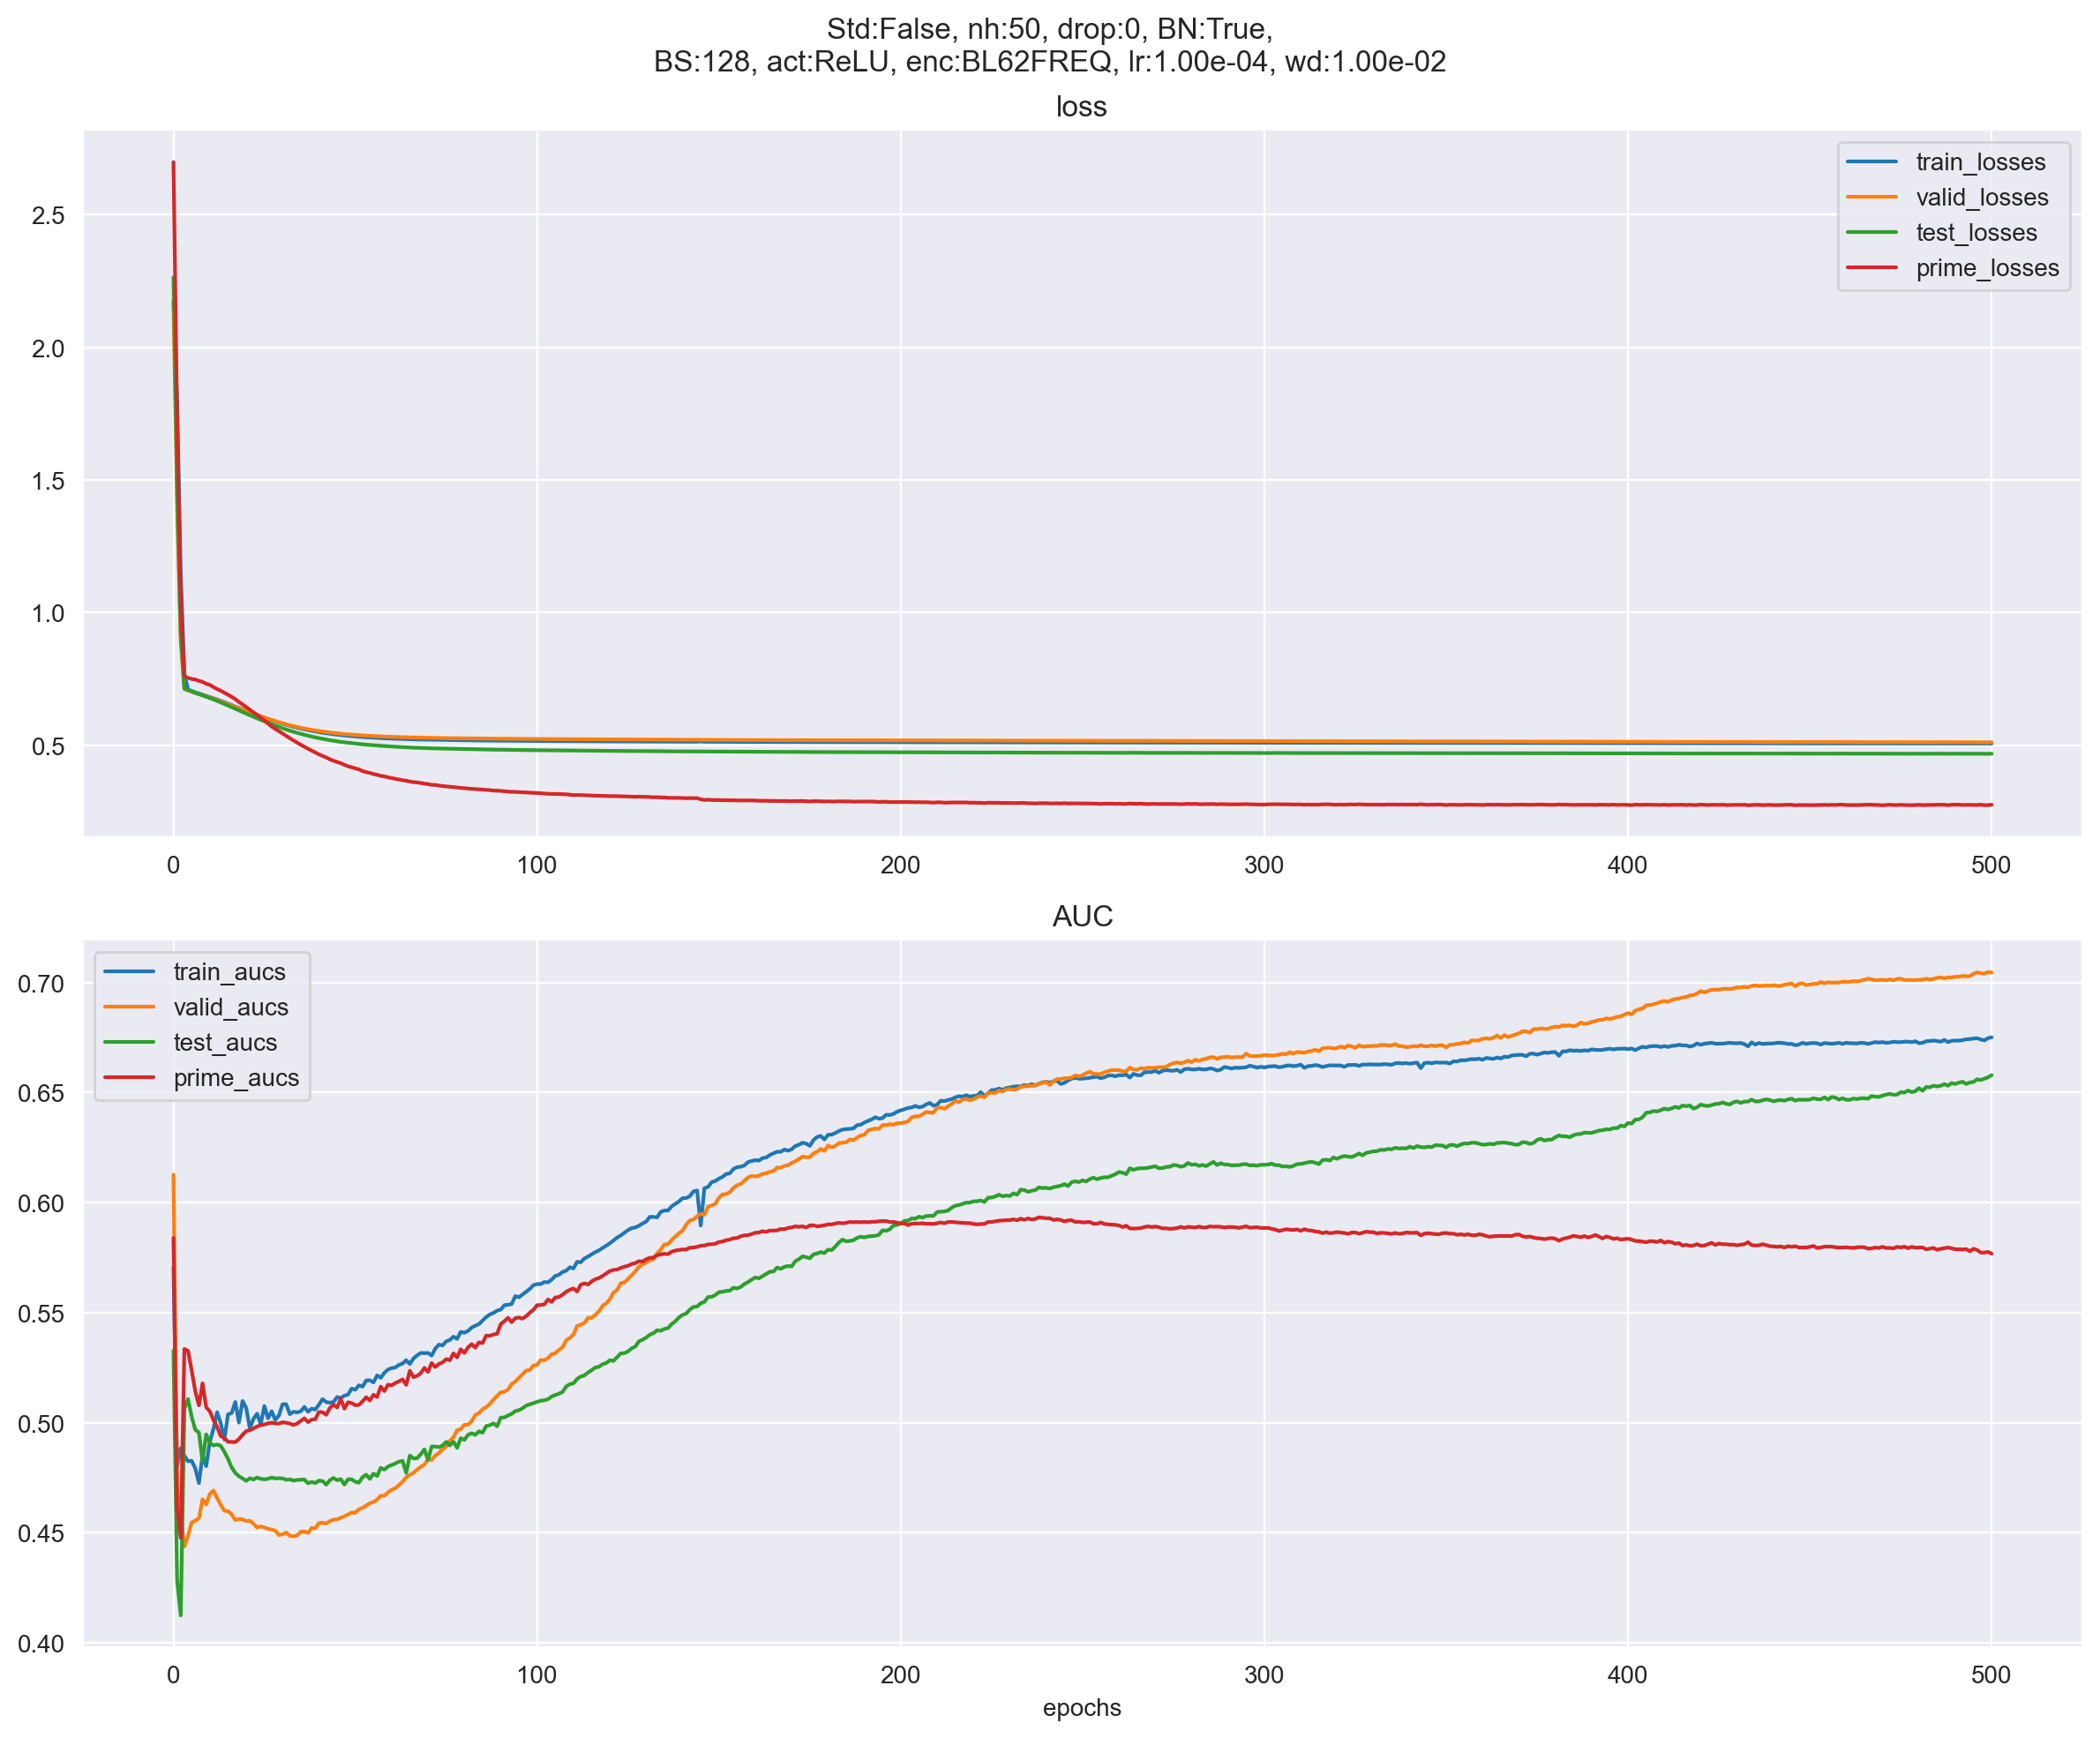 Std:False, nh:50, drop:0, BN:True,
BS:128, act:ReLU, enc:BL62FREQ, lr:1.00e-04, wd:1.00e-02
loss
train_losses
valid_losses
test_losses
prime_losses
2.5
2.0
1.5
1.0
0.5
0 100 200 300 400 500
AUC
train_aucs
valid_aucs
test_aucs
prime_aucs
0.70
0.65
0.60
0.55
0.50
0.45
0.40
0 100 200 300 400 500
epochs